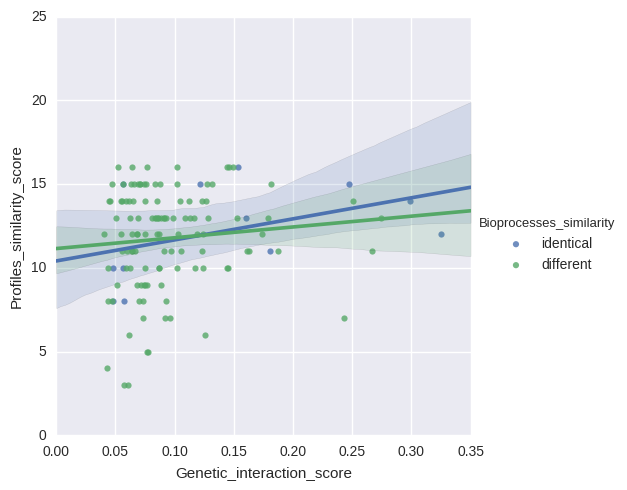 25
20
15
10
5
0
Profiles_similarity_score
0.00 0.05 0.10 0.15 0.20 0.25 0.30 0.35
Genetic_interaction_score
Bioprocesses_similarity
identical
different